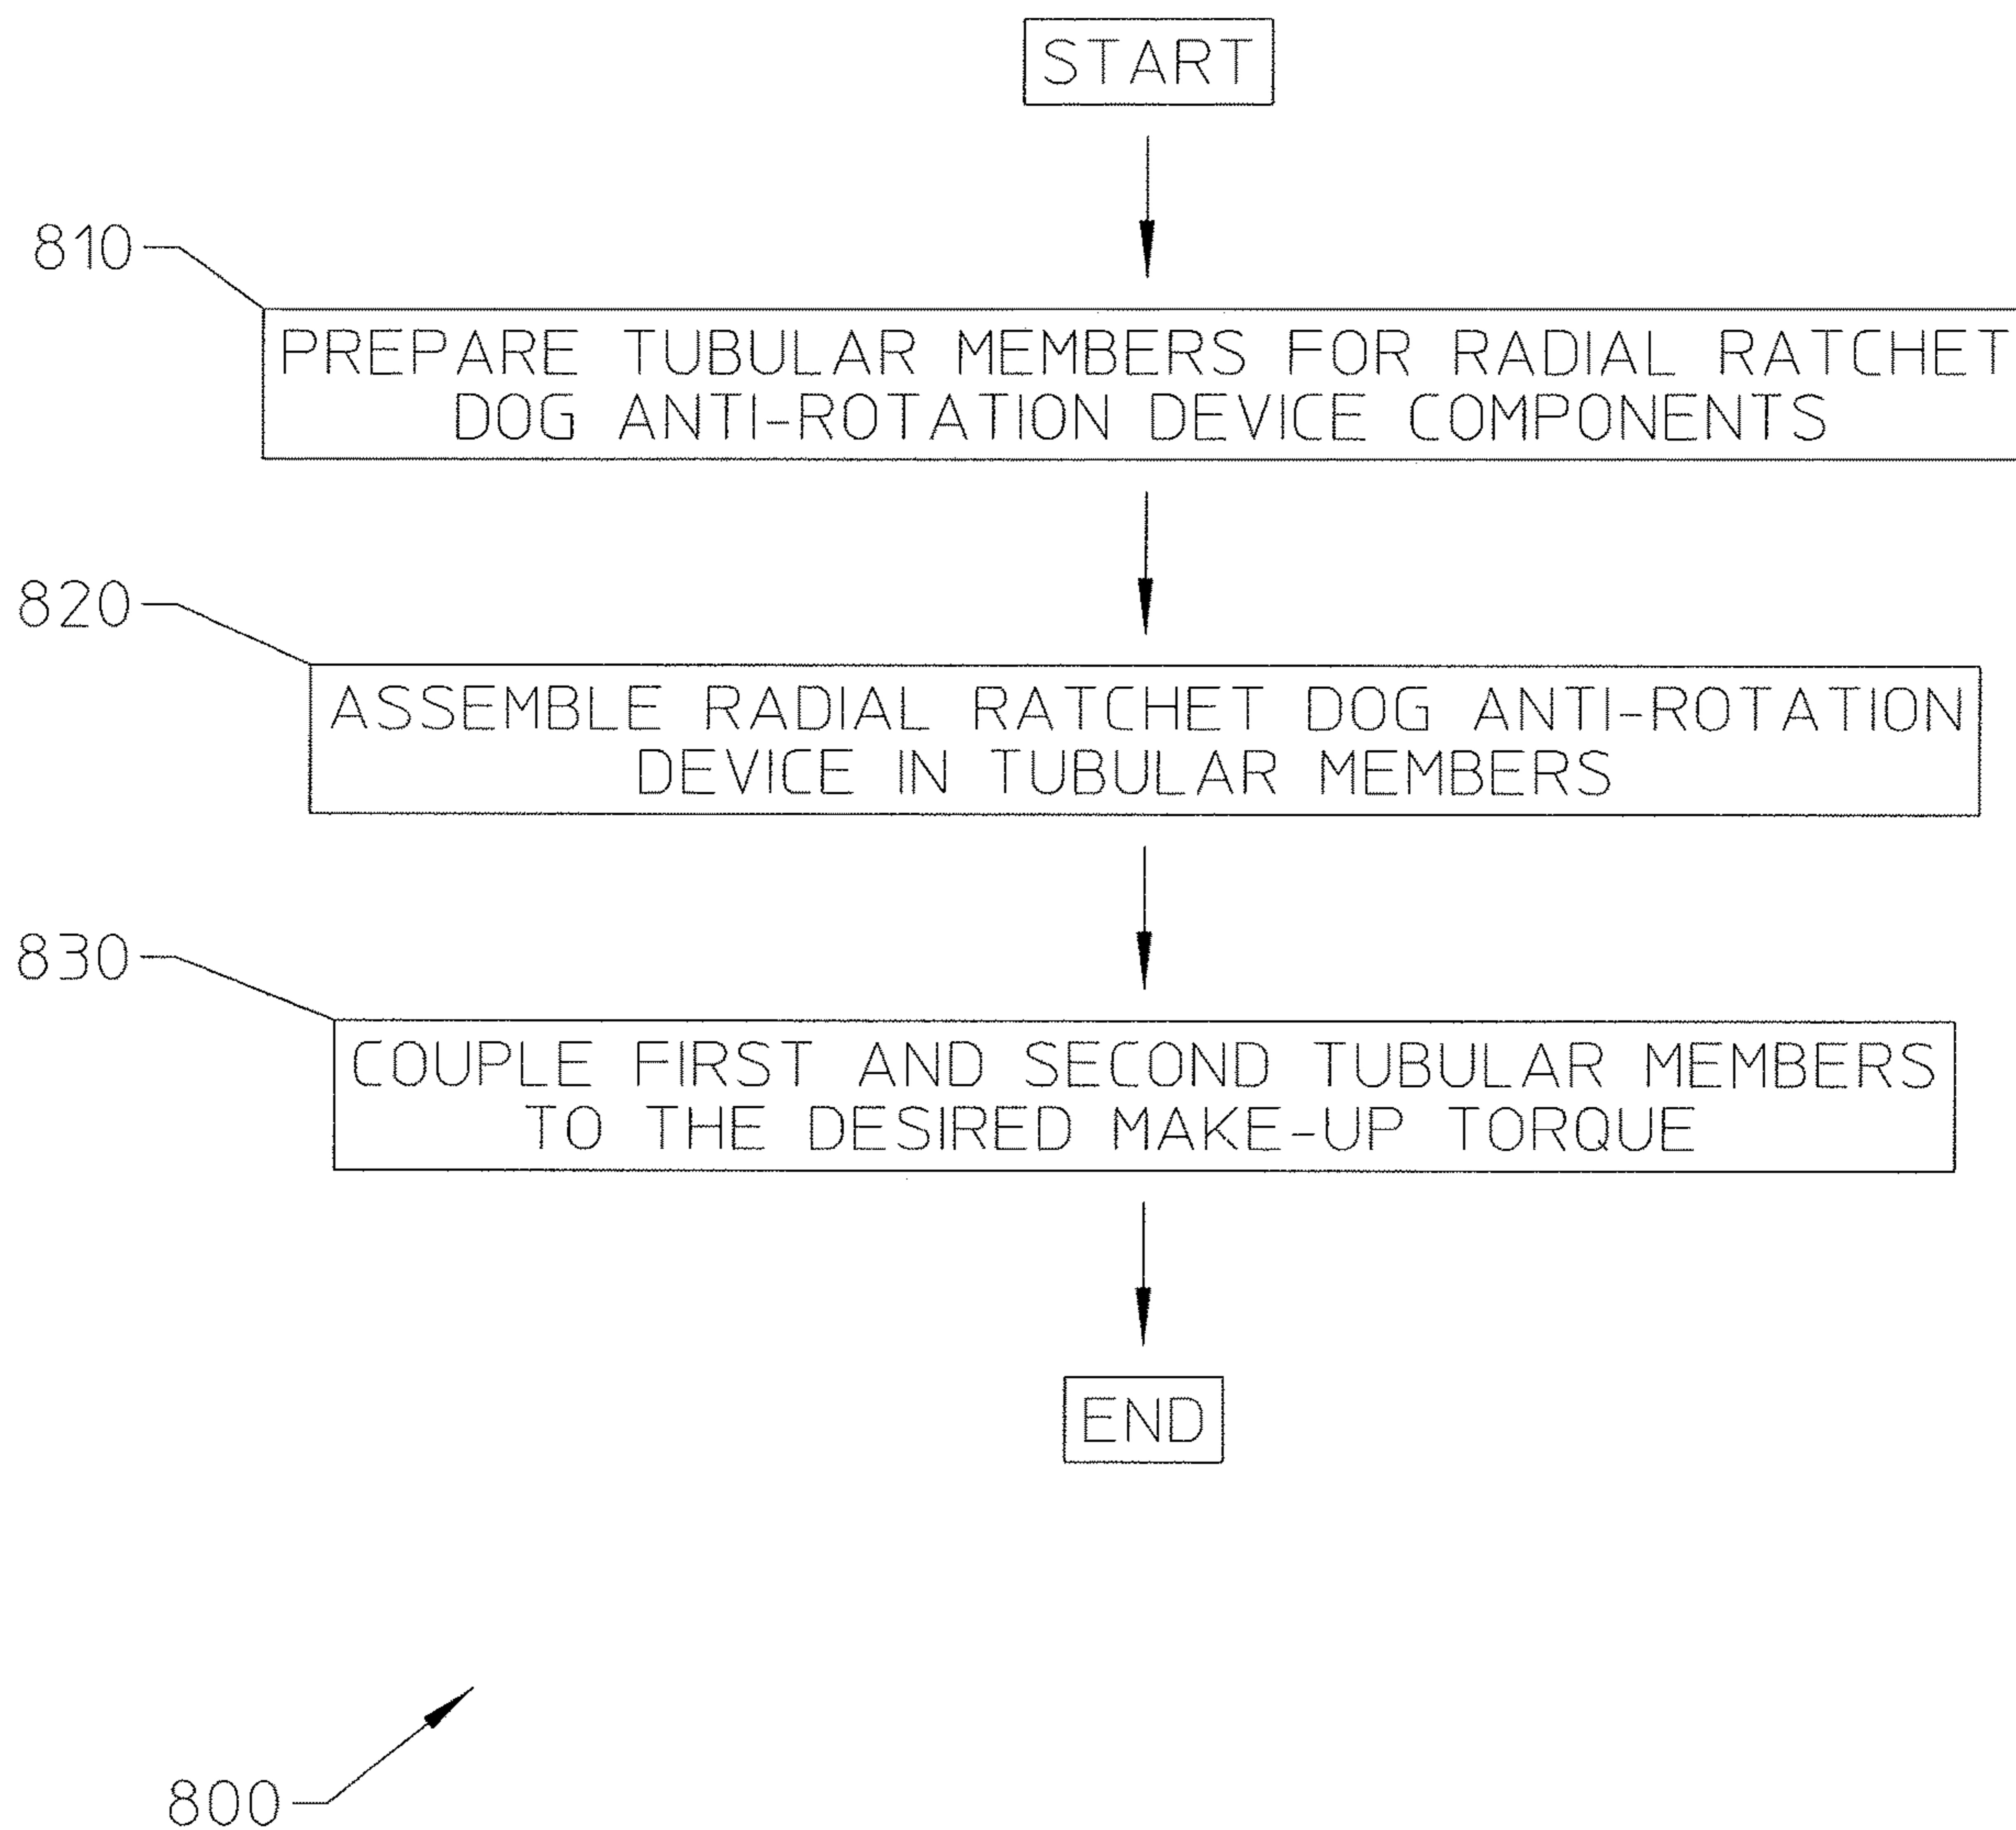 START
810
PREPARE TUBULAR MEMBERS FOR RADIAL RATCHET
DOG ANTI-ROTATION DEVICE COMPONENTS
820
ASSEMBLE RADIAL RATCHET DOG ANTI-ROTATION
DEVICE IN TUBULAR MEMBERS
830
COUPLE FIRST AND SECOND TUBULAR MEMBERS
TO THE DESIRED MAKE-UP TORQUE
END
800